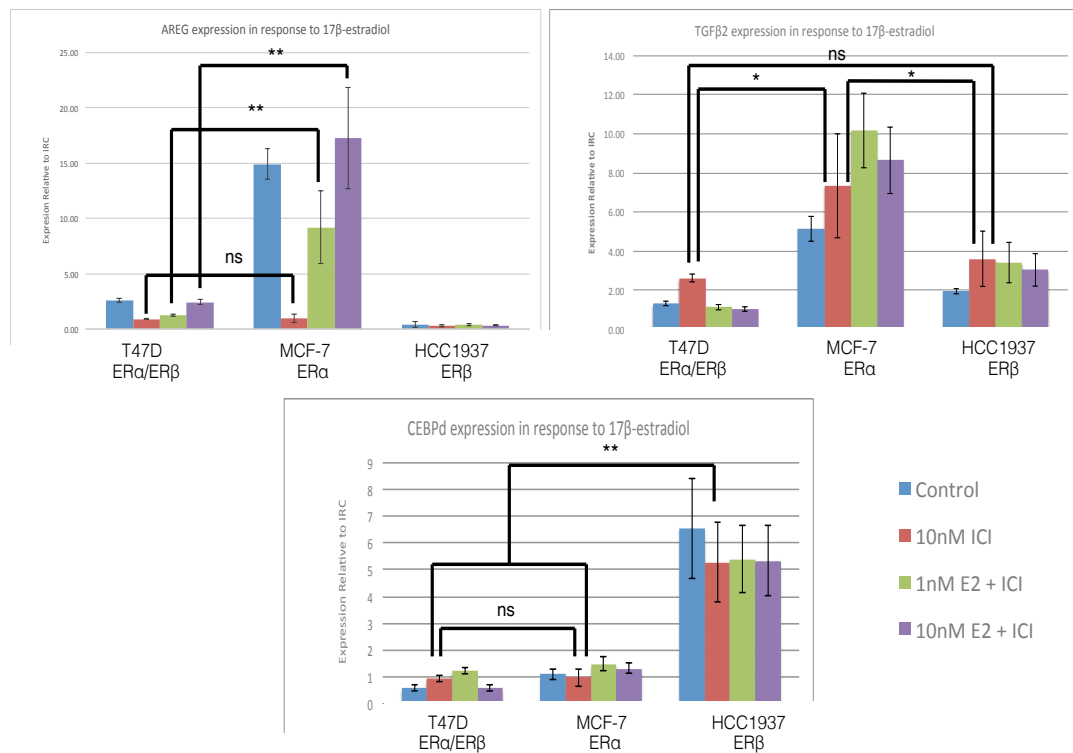 AREG expression in response to 17β-estradiol
25.00
20.00
15.00
10.00
5.00
0.00
Expresion Relative to IRC
**
**
ns
T47D
ERα/ERβ
MCF-7
ERα
HCC1937
ERβ
TGFβ2 expression in response to 17β-estradiol
14.00
12.00
10.00
8.00
6.00
4.00
2.00
0.00
Expression Relative to IRC
ns
*
*
T47D
ERα/ERβ
MCF-7
ERα
HCC1937
ERβ
CEBPd expression in response to 17β-estradiol
9
8
7
6
5
4
3
2
1
0
Expression Relative to IRC
**
ns
T47D
ERα/ERβ
MCF-7
ERα
HCC1937
ERβ
Control
10nM ICI
1nM E2 + ICI
10nM E2 + ICI